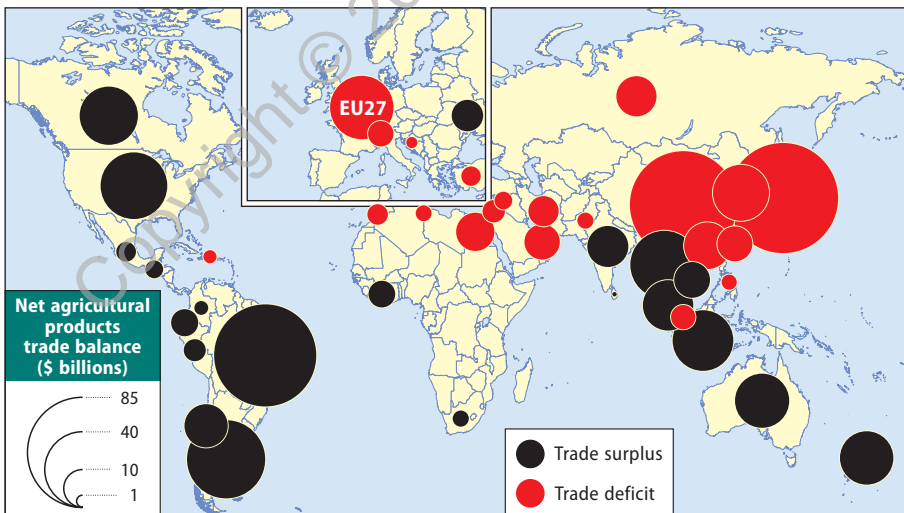 Copyright © 20
EU27
Net agricultural
products
trade balance
($ billions)
85
40
10
1
Trade surplus
Trade deficit